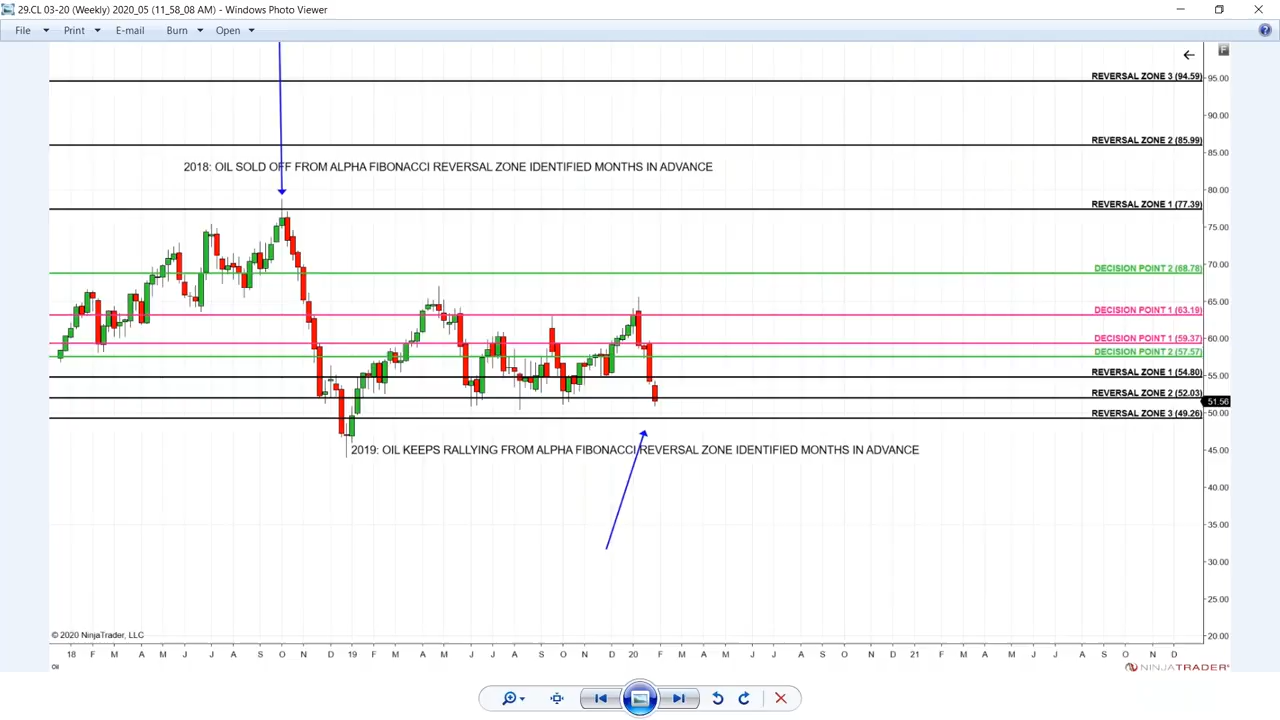 29.CL 03-20 (Weekly) 2020_05 (11_58_08 AM) - Windows Photo Viewer
File Print E-mail Burn Open
F
REVERSAL ZONE 3 (94.59)
95.00
90.00
REVERSAL ZONE 2 (85.99)
85.00
2018: OIL SOLD OFF FROM ALPHA FIBONACCI REVERSAL ZONE IDENTIFIED MONTHS IN ADVANCE
80.00
REVERSAL ZONE 1 (77.39)
75.00
DECISION POINT 2 (68.78)
70.00
65.00
DECISION POINT 1 (63.19)
DECISION POINT 1 (59.37)
60.00
DECISION POINT 2 (57.57)
REVERSAL ZONE 1 (54.80)
55.00
REVERSAL ZONE 2 (52.03)
51.56
REVERSAL ZONE 3 (49.26)
50.00
2019: OIL KEEPS RALLYING FROM ALPHA FIBONACCI REVERSAL ZONE IDENTIFIED MONTHS IN ADVANCE
45.00
40.00
35.00
30.00
25.00
© 2020 NinjaTrader, LLC
20.00
18 F M A M J J A S O N D 19 F M A M J J A S O N D 20 F M A M J J A S O N D 21 F M A M J J A S O N D
Oil
NINJATRADER